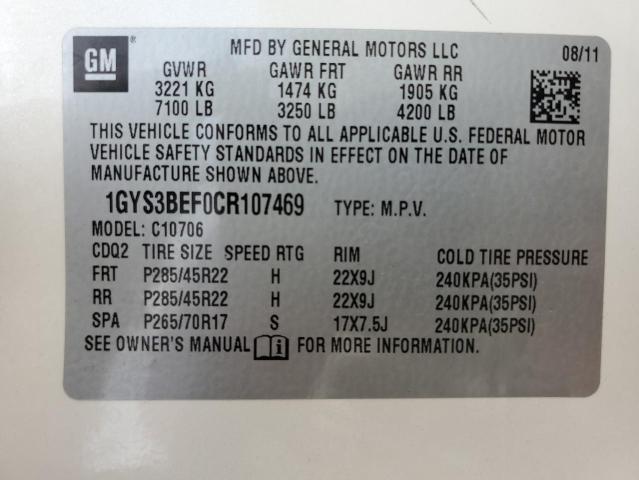 GM ® MFD BY GENERAL MOTORS LLC 08/11
GVWR GAWR FRT GAWR RR
3221 KG 1474 KG 1905 KG
7100 LB 3250 LB 4200 LB
THIS VEHICLE CONFORMS TO ALL APPLICABLE U.S. FEDERAL MOTOR
VEHICLE SAFETY STANDARDS IN EFFECT ON THE DATE OF
MANUFACTURE SHOWN ABOVE.
1GYS3BEF0CR107469 TYPE: M.P.V.
MODEL: C10706
CDQ2 TIRE SIZE SPEED RTG RIM COLD TIRE PRESSURE
FRT P285/45R22 H 22X9J 240KPA(35PSI)
RR P285/45R22 H 22X9J 240KPA(35PSI)
SPA P265/70R17 S 17X7.5J 240KPA(35PSI)
SEE OWNER'S MANUAL i FOR MORE INFORMATION.